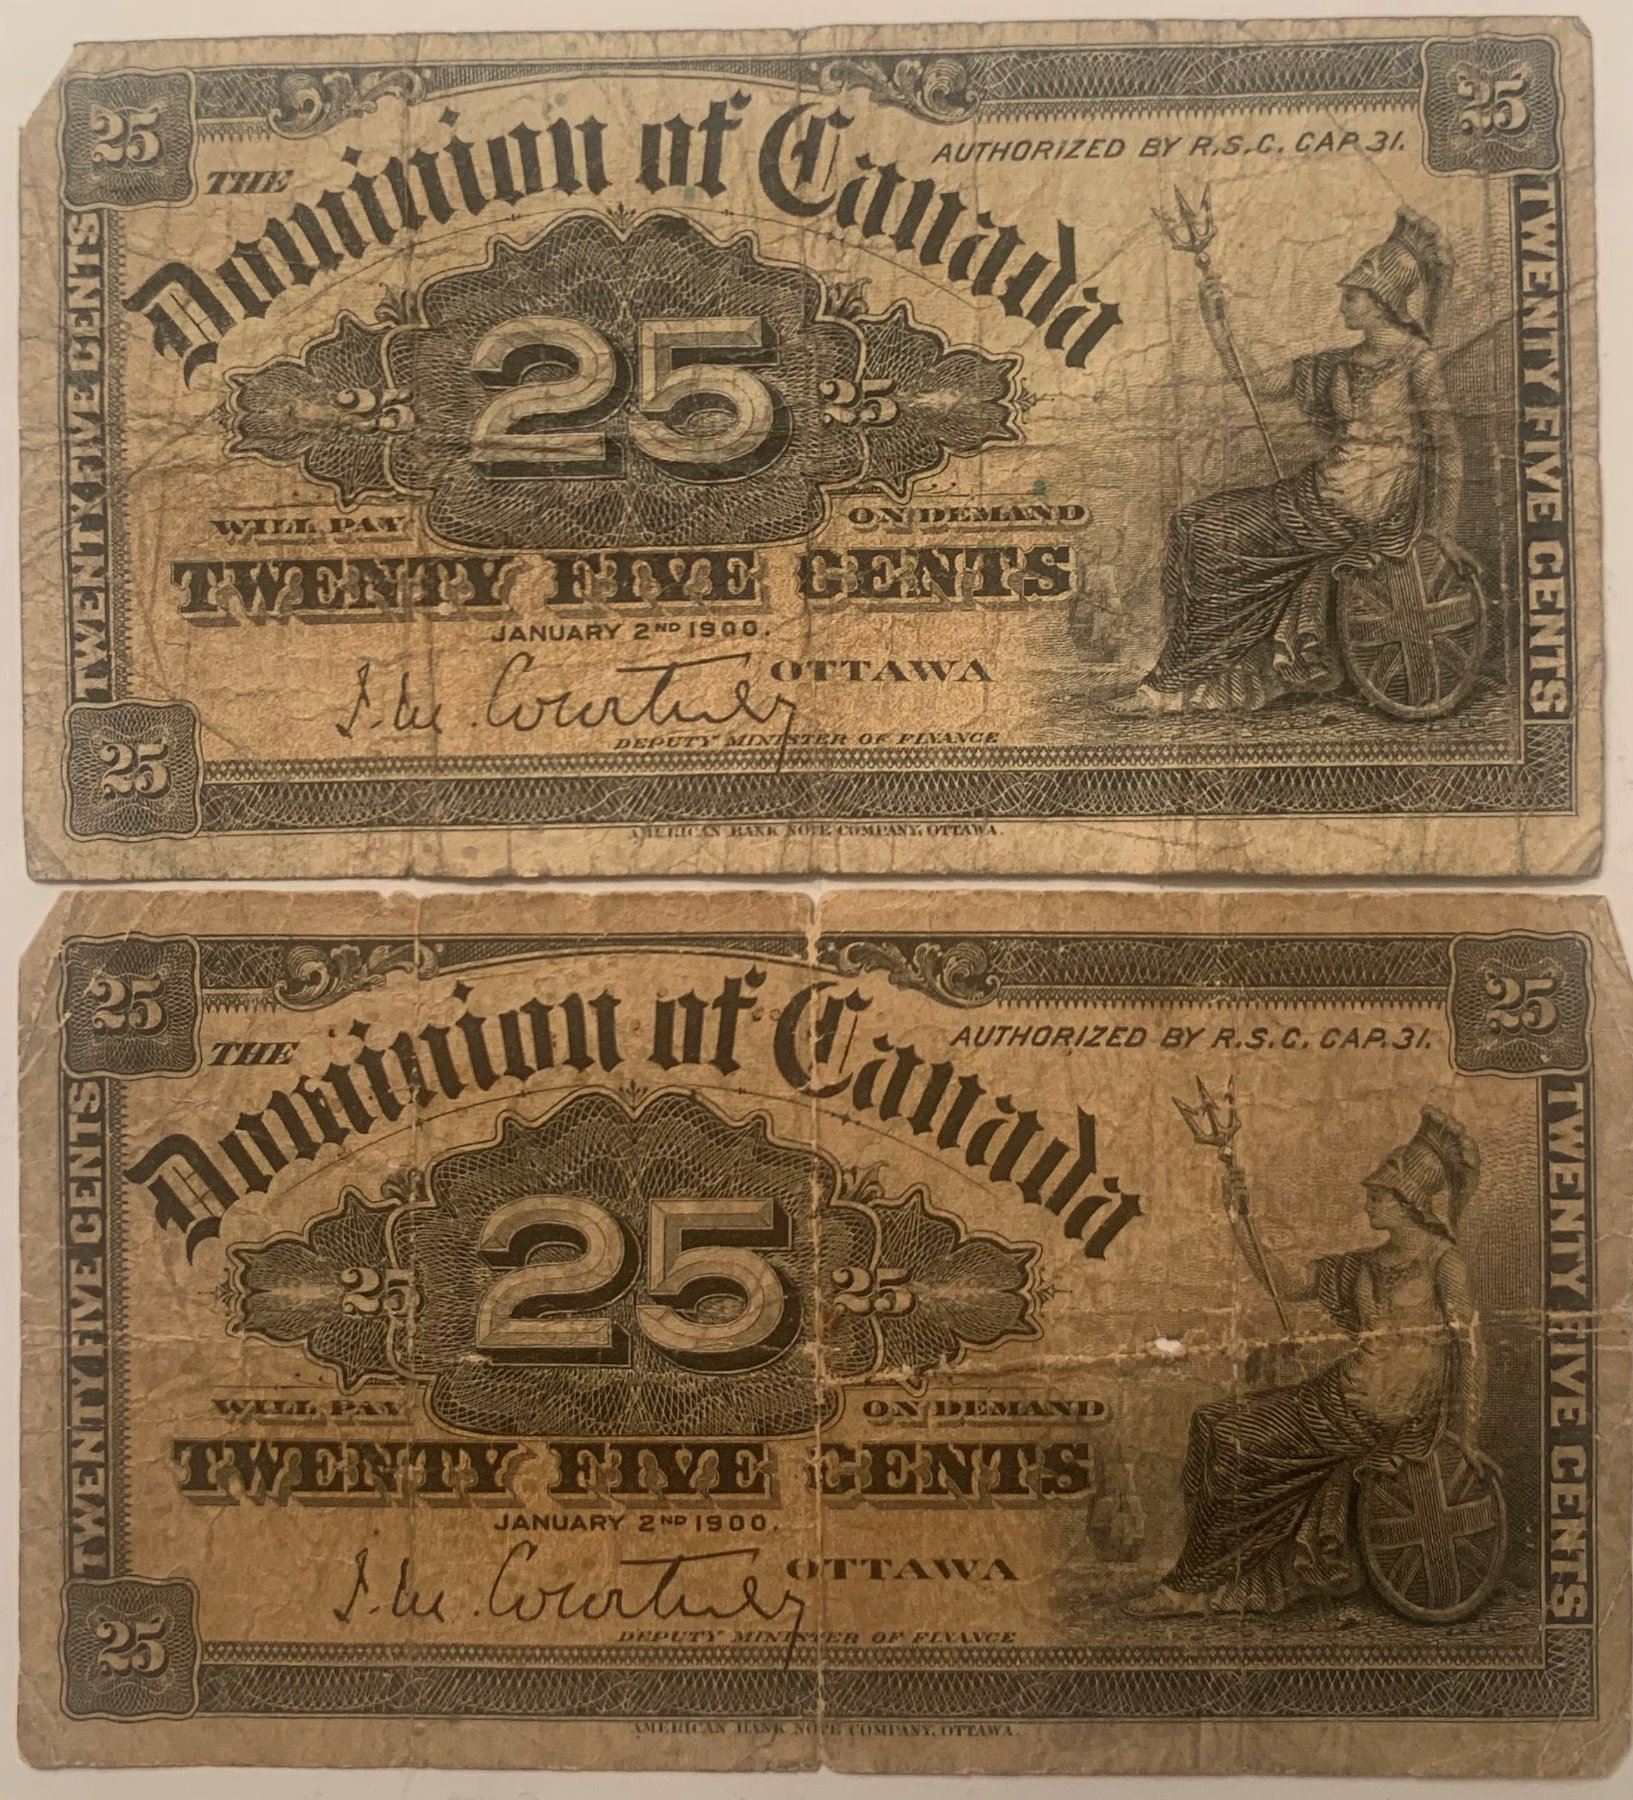 25
25
THE
Dominion of Canada
AUTHORIZED BY R.S.C. CAP. 31.
TWENTY FIVE CENTS
TWENTY FIVE CENTS
25
25
25
WILL PAY
ON DEMAND
TWENTY FIVE CENTS
JANUARY 2ND 1900.
OTTAWA
J. M. Courtney
DEPUTY MINISTER OF FINANCE
25
AMERICAN BANK NOTE COMPANY, OTTAWA.
25
25
THE
Dominion of Canada
AUTHORIZED BY R.S.C. CAP. 31.
TWENTY FIVE CENTS
TWENTY FIVE CENTS
25
25
25
WILL PAY
ON DEMAND
TWENTY FIVE CENTS
JANUARY 2ND 1900.
OTTAWA
J. M. Courtney
DEPUTY MINISTER OF FINANCE
25
AMERICAN BANK NOTE COMPANY, OTTAWA.